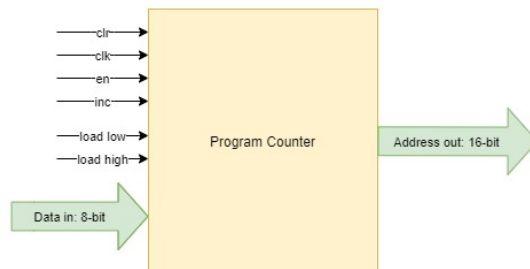 clr
clk
en
inc
load low
load high
Program Counter
Address out: 16-bit
Data in: 8-bit